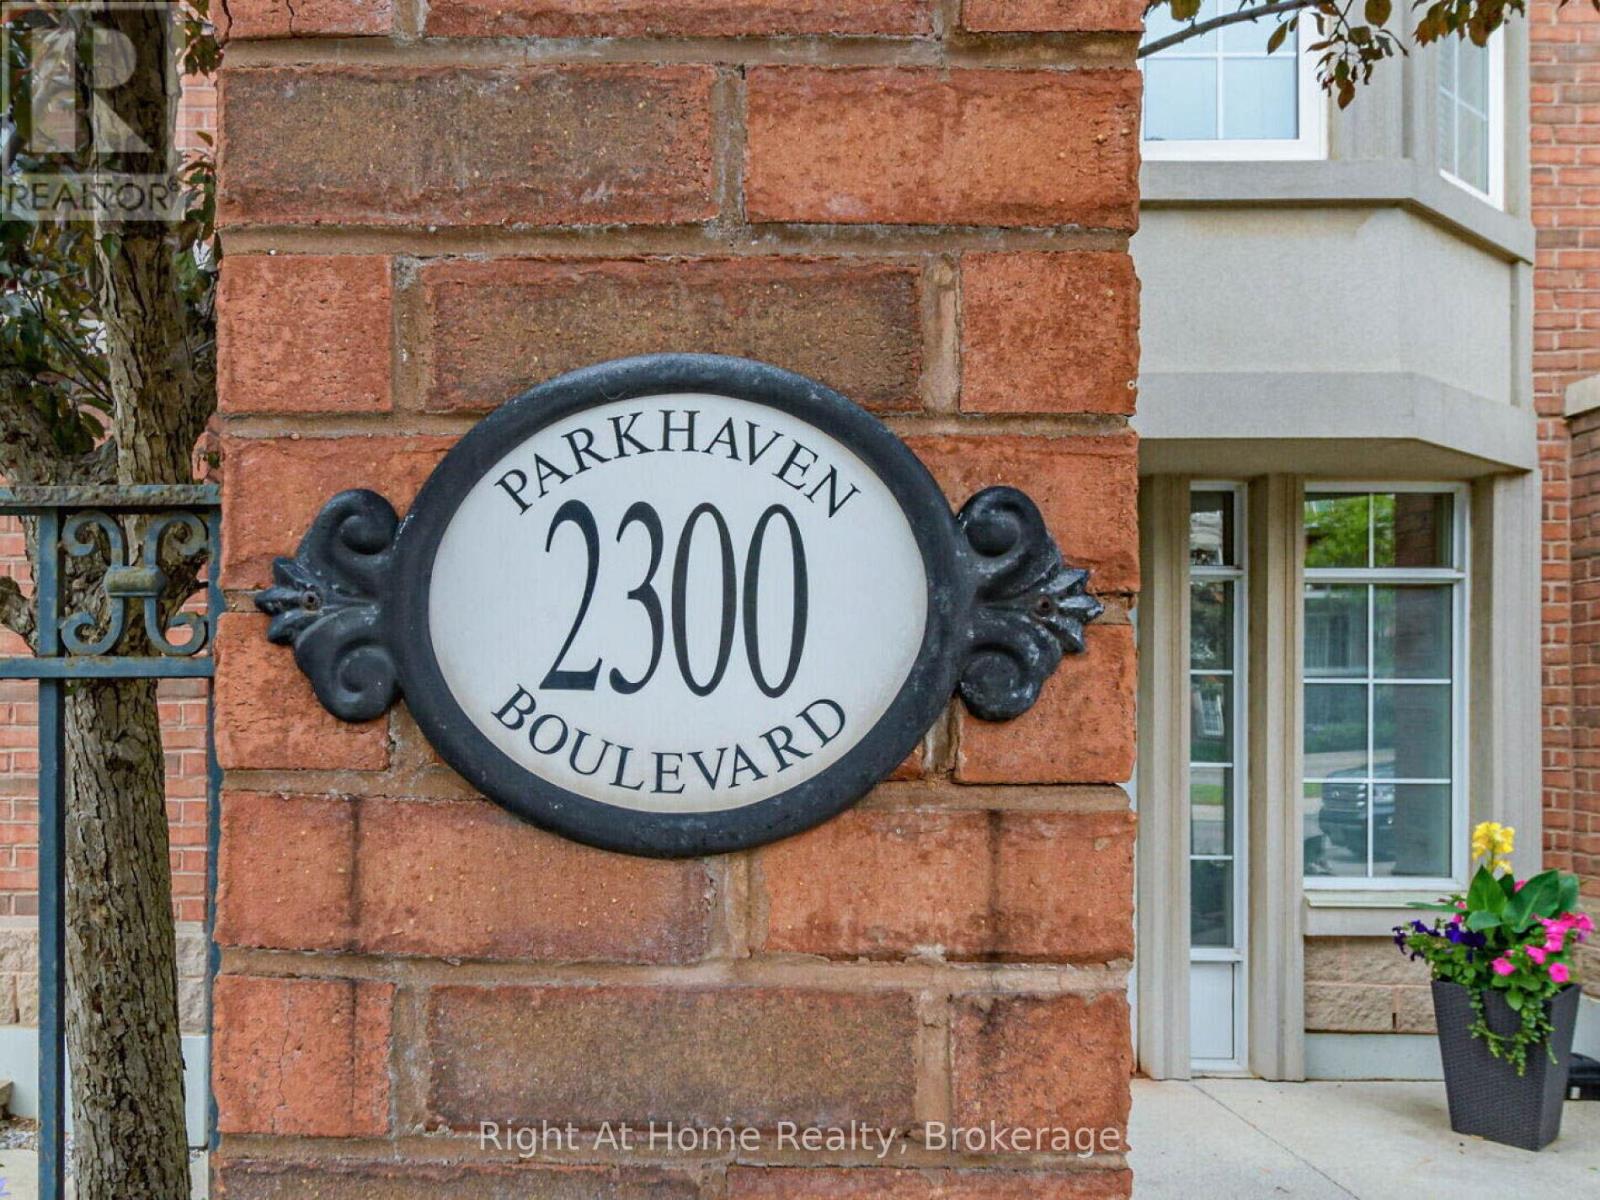 R
REALTOR®
PARKHAVEN
2300
BOULEVARD
Right At Home Realty, Brokerage